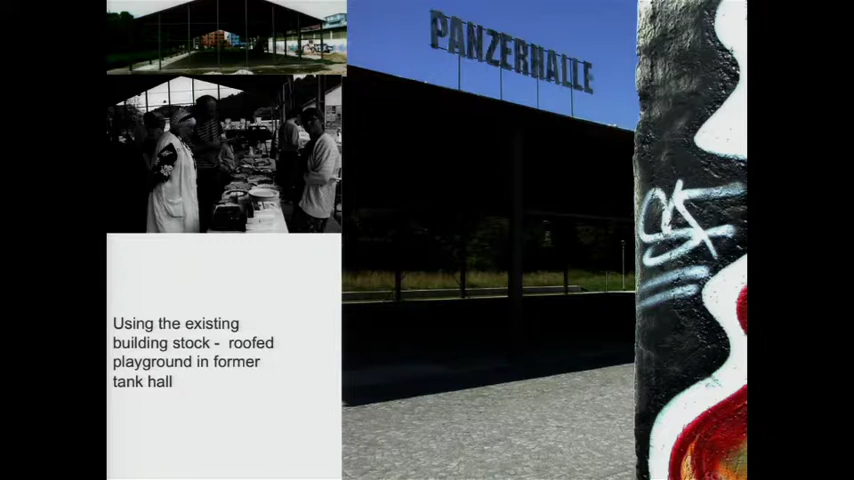 PANZERHALLE
Using the existing
building stock - roofed
playground in former
tank hall